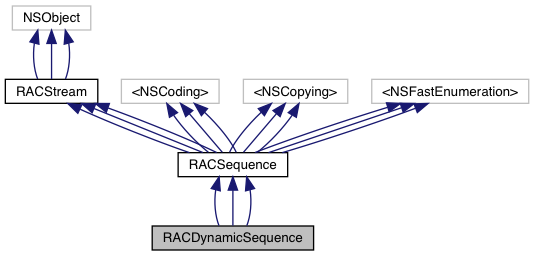 NSObject
RACStream
<NSCoding>
<NSCopying>
<NSFastEnumeration>
RACSequence
RACDynamicSequence